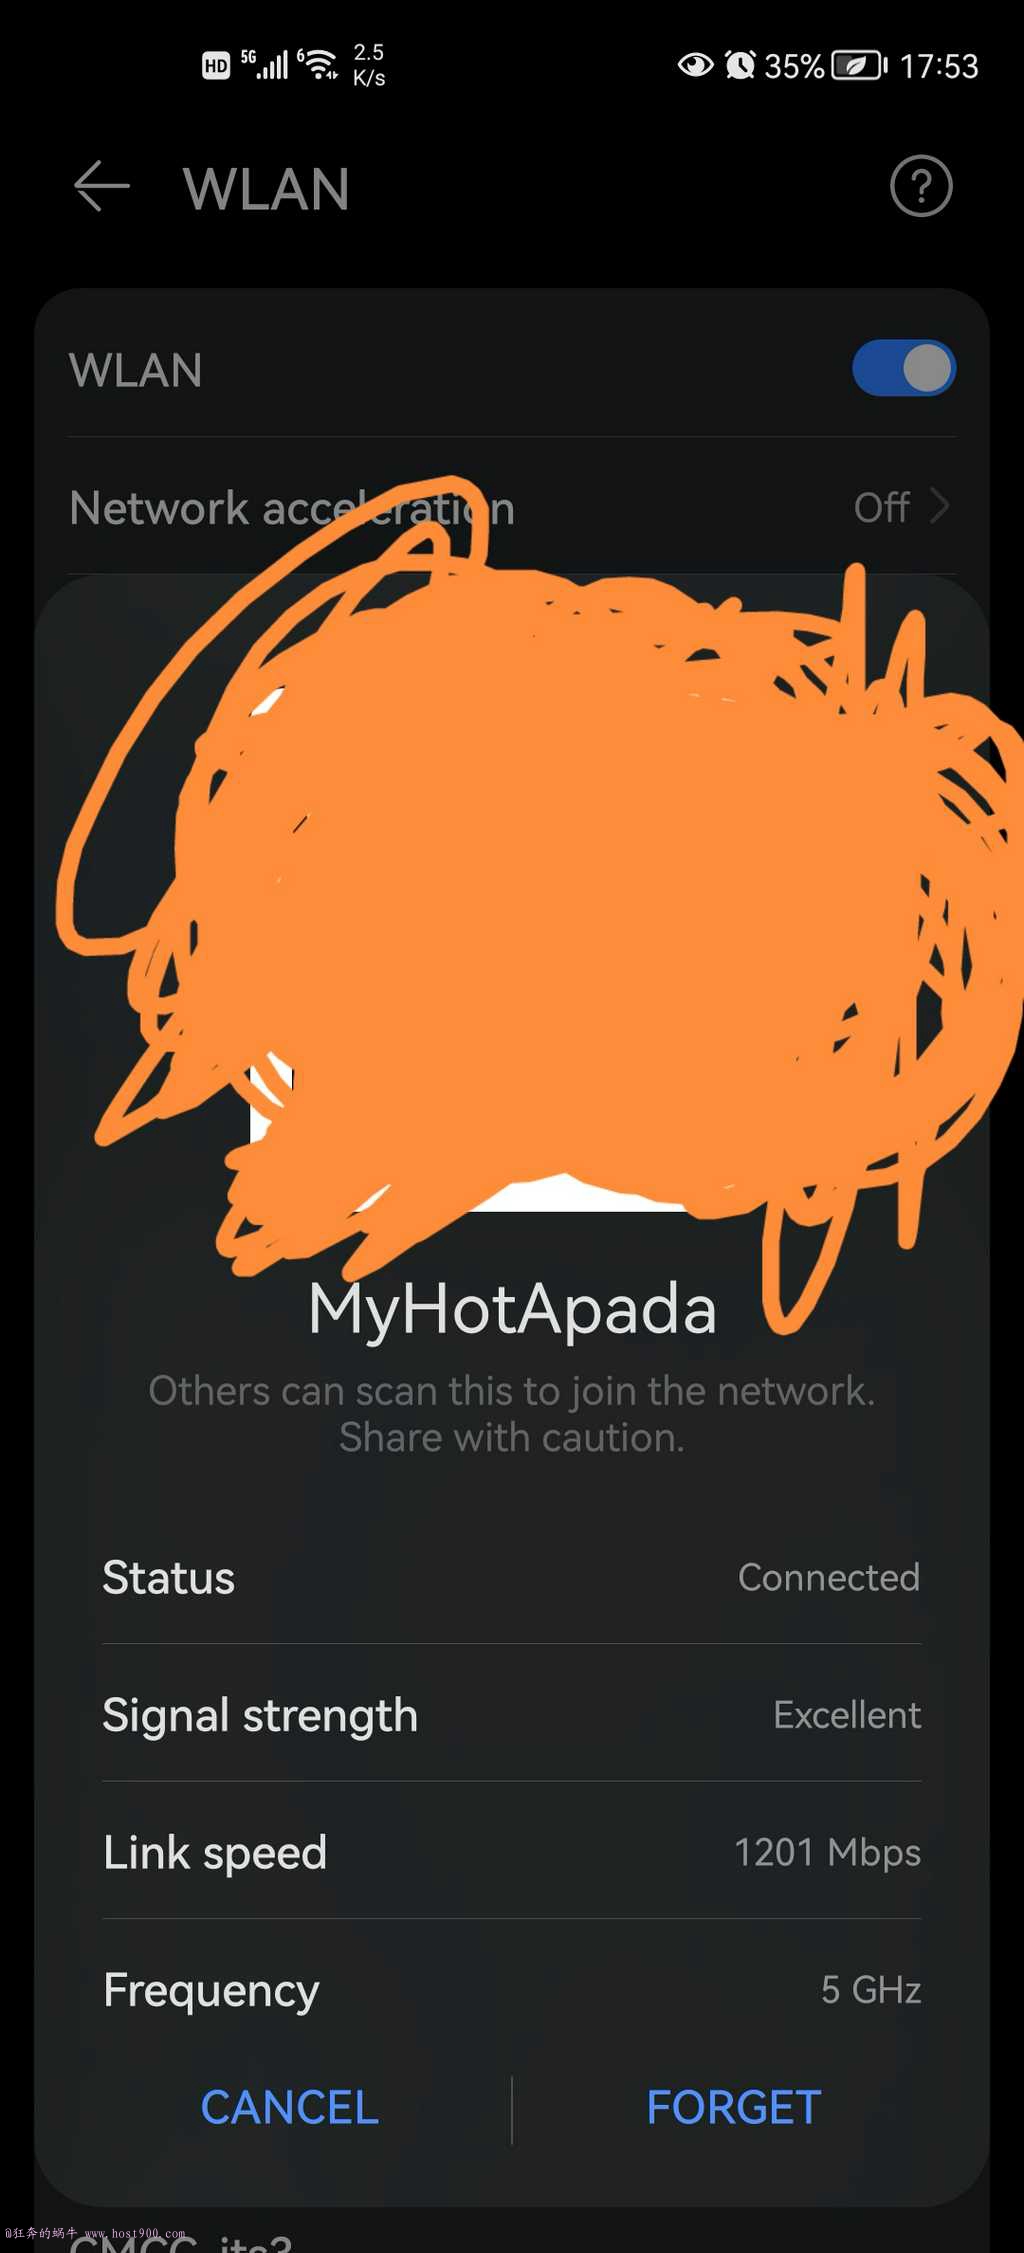 HD 5G 6 2.5 K/s 35% 17:53
WLAN
WLAN
Network acceleration Off
MyHotApada
Others can scan this to join the network.
Share with caution.
Status Connected
Signal strength Excellent
Link speed 1201 Mbps
Frequency 5 GHz
CANCEL FORGET
@狂奔的蜗牛 www.host900.com